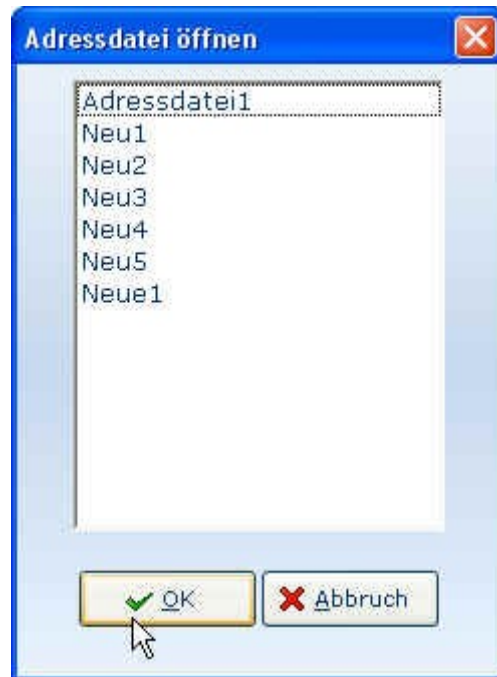 Adressdatei öffnen
Adressdatei1
Neu1
Neu2
Neu3
Neu4
Neu5
Neue1
OK
Abbruch